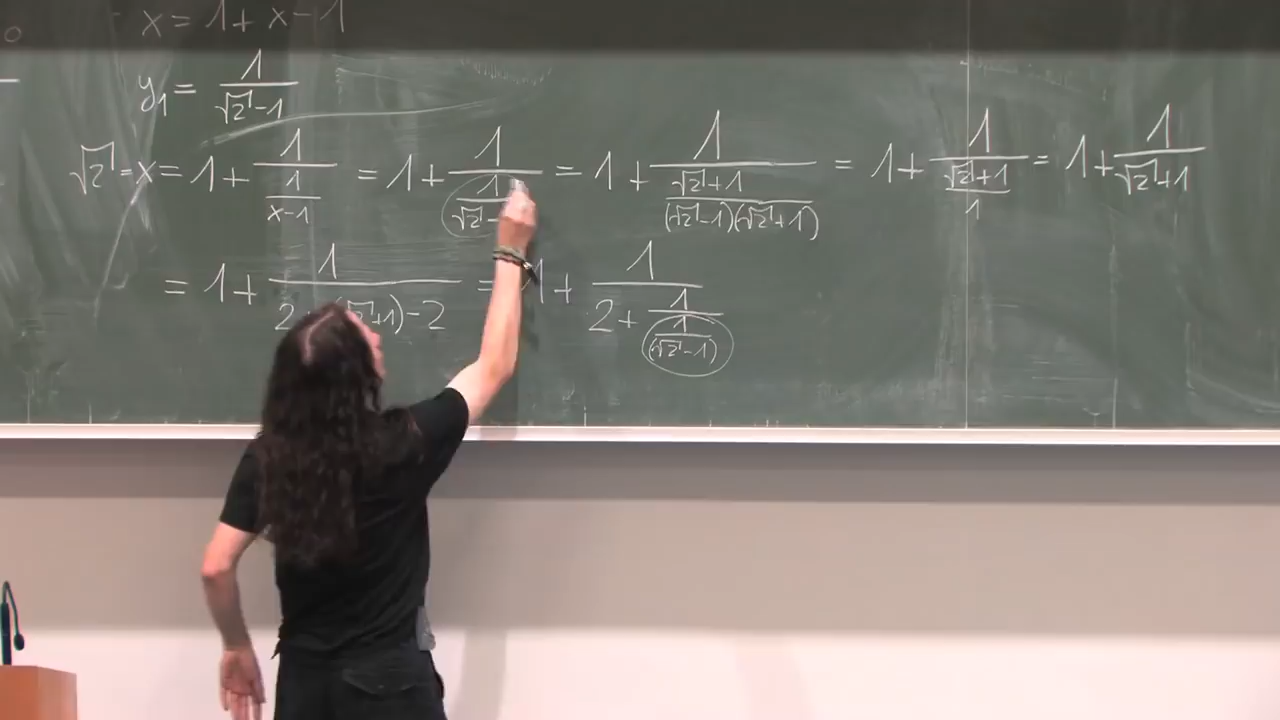 x = 1 + x - 1
y₁ = 1/(√2 - 1)
√2 = x = 1 + 1/(1/(x-1)) = 1 + 1/(1/(√2 - = 1 + 1/((√2+1)/((√2-1)(√2+1))) = 1 + 1/((√2+1)/1) = 1 + 1/(√2+1)
= 1 + 1/(2 (√2+1) - 2 = 1 + 1/(2 + 1/(1/(√2-1)))